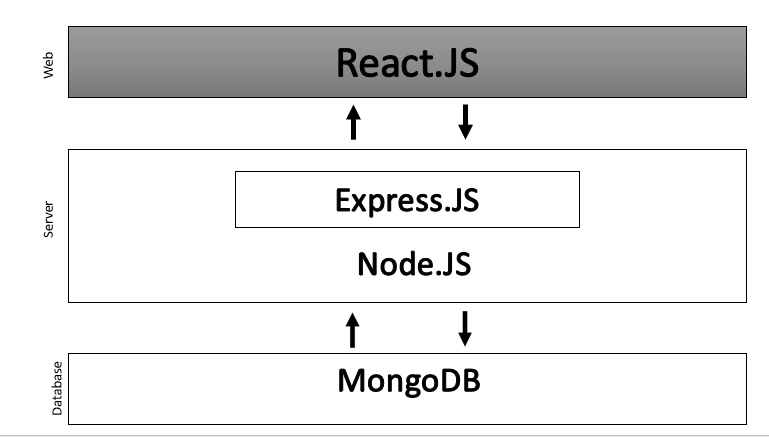 Web
React.JS
Server
Express.JS
Node.JS
Database
MongoDB